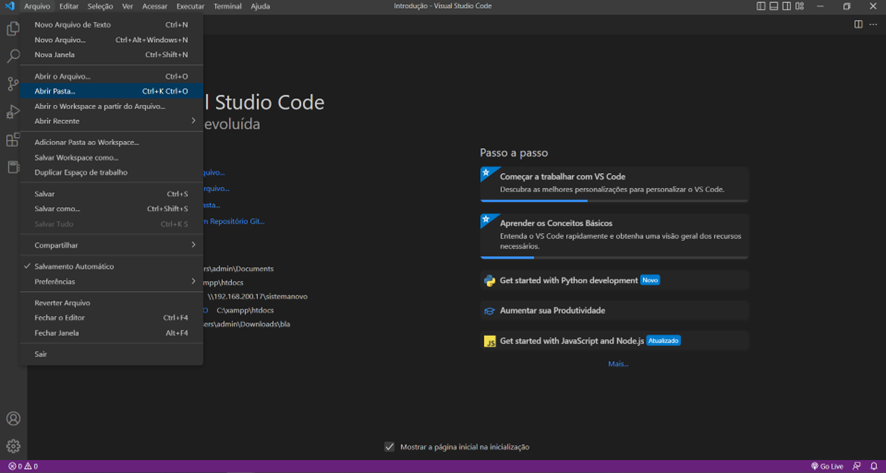 Arquivo Editar Seleção Ver Acessar Executar Terminal Ajuda
Introdução - Visual Studio Code
Novo Arquivo de Texto Ctrl+N
Novo Arquivo... Ctrl+Alt+Windows+N
Nova Janela Ctrl+Shift+N
Abrir o Arquivo... Ctrl+O
Abrir Pasta... Ctrl+K Ctrl+O
Abrir o Workspace a partir do Arquivo...
Abrir Recente
Adicionar Pasta ao Workspace...
Salvar Workspace como...
Duplicar Espaço de trabalho
Salvar Ctrl+S
Salvar como... Ctrl+Shift+S
Salvar Tudo Ctrl+K S
Compartilhar
Salvamento Automático
Preferências
Reverter Arquivo
Fechar o Editor Ctrl+F4
Fechar Janela Alt+F4
Sair
l Studio Code
evoluída
quivo...
rquivo...
asta...
m Repositório Git...
ers\admin\Documents
ampp\htdocs
\\192.168.200.17\sistemanovo
O C:\xampp\htdocs
ers\admin\Downloads\bla
Passo a passo
Começar a trabalhar com VS Code
Descubra as melhores personalizações para personalizar o VS Code.
Aprender os Conceitos Básicos
Entenda o VS Code rapidamente e obtenha uma visão geral dos recursos
necessários.
Get started with Python development Novo
Aumentar sua Produtividade
JS Get started with JavaScript and Node.js Atualizado
Mais...
Mostrar a página inicial na inicialização
0 0
Go Live